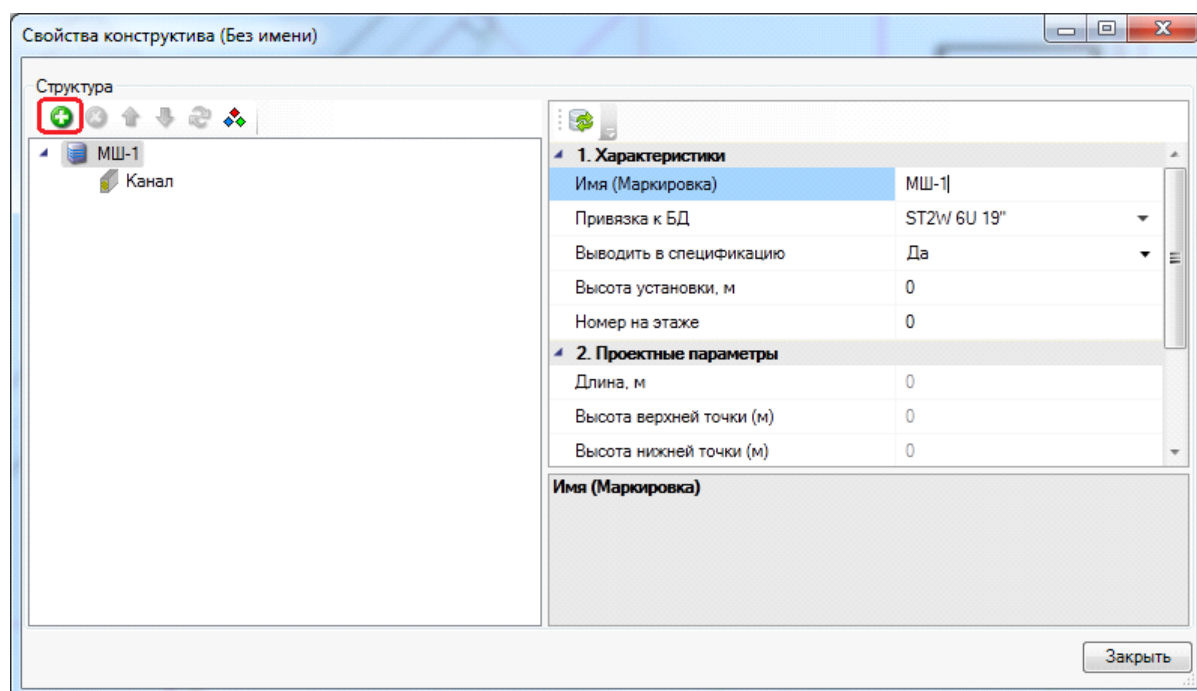 Свойства конструктива (Без имени)
Структура
МШ-1
Канал
1. Характеристики
Имя (Маркировка) МШ-1
Привязка к БД ST2W 6U 19"
Выводить в спецификацию Да
Высота установки, м 0
Номер на этаже 0
2. Проектные параметры
Длина, м 0
Высота верхней точки (м) 0
Высота нижней точки (м) 0
Имя (Маркировка)
Закрыть